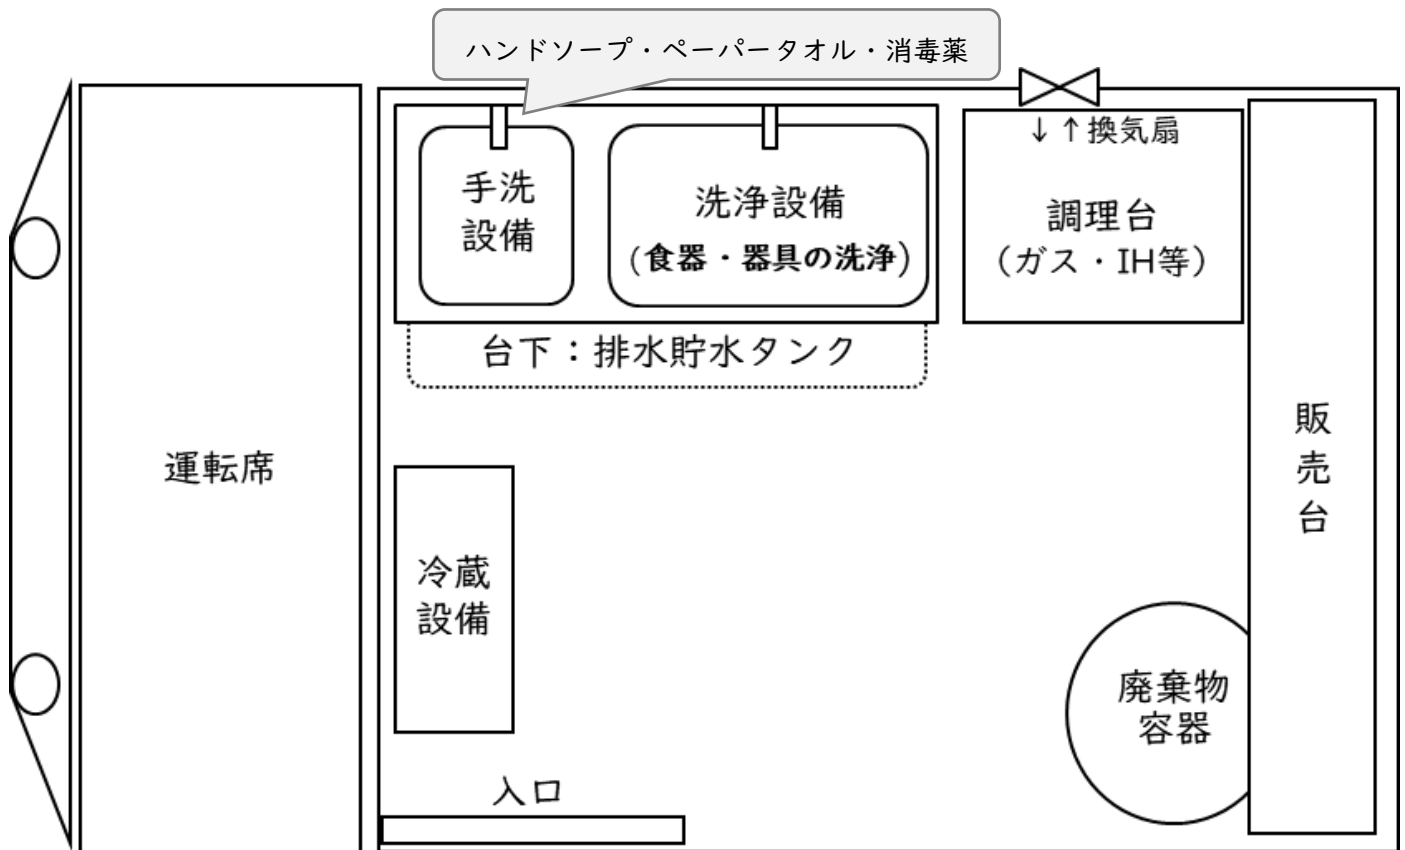 ハンドソープ・ペーパータオル・消毒薬
↓↑換気扇
手洗
設備
洗浄設備
(食器・器具の洗浄)
調理台
(ガス・IH等)
台下:排水貯水タンク
運転席
販
売
台
冷蔵
設備
廃棄物
容器
入口